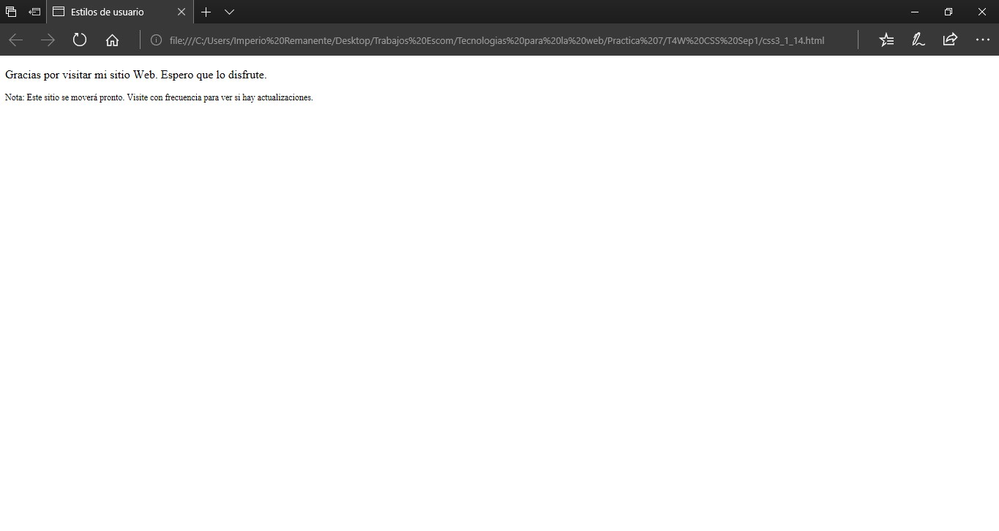 Estilos de usuario
file:///C:/Users/Imperio%20Remanente/Desktop/Trabajos%20Escom/Tecnologias%20para%20la%20web/Practica%207/T4W%20CSS%20Sep1/css3_1_14.html
Gracias por visitar mi sitio Web. Espero que lo disfrute.
Nota: Este sitio se moverá pronto. Visite con frecuencia para ver si hay actualizaciones.